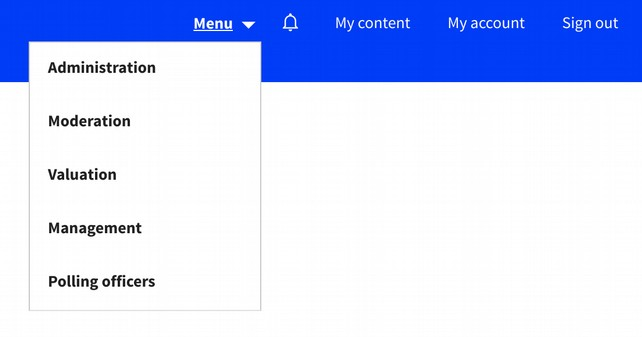 Menu My content My account Sign out
Administration
Moderation
Valuation
Management
Polling officers